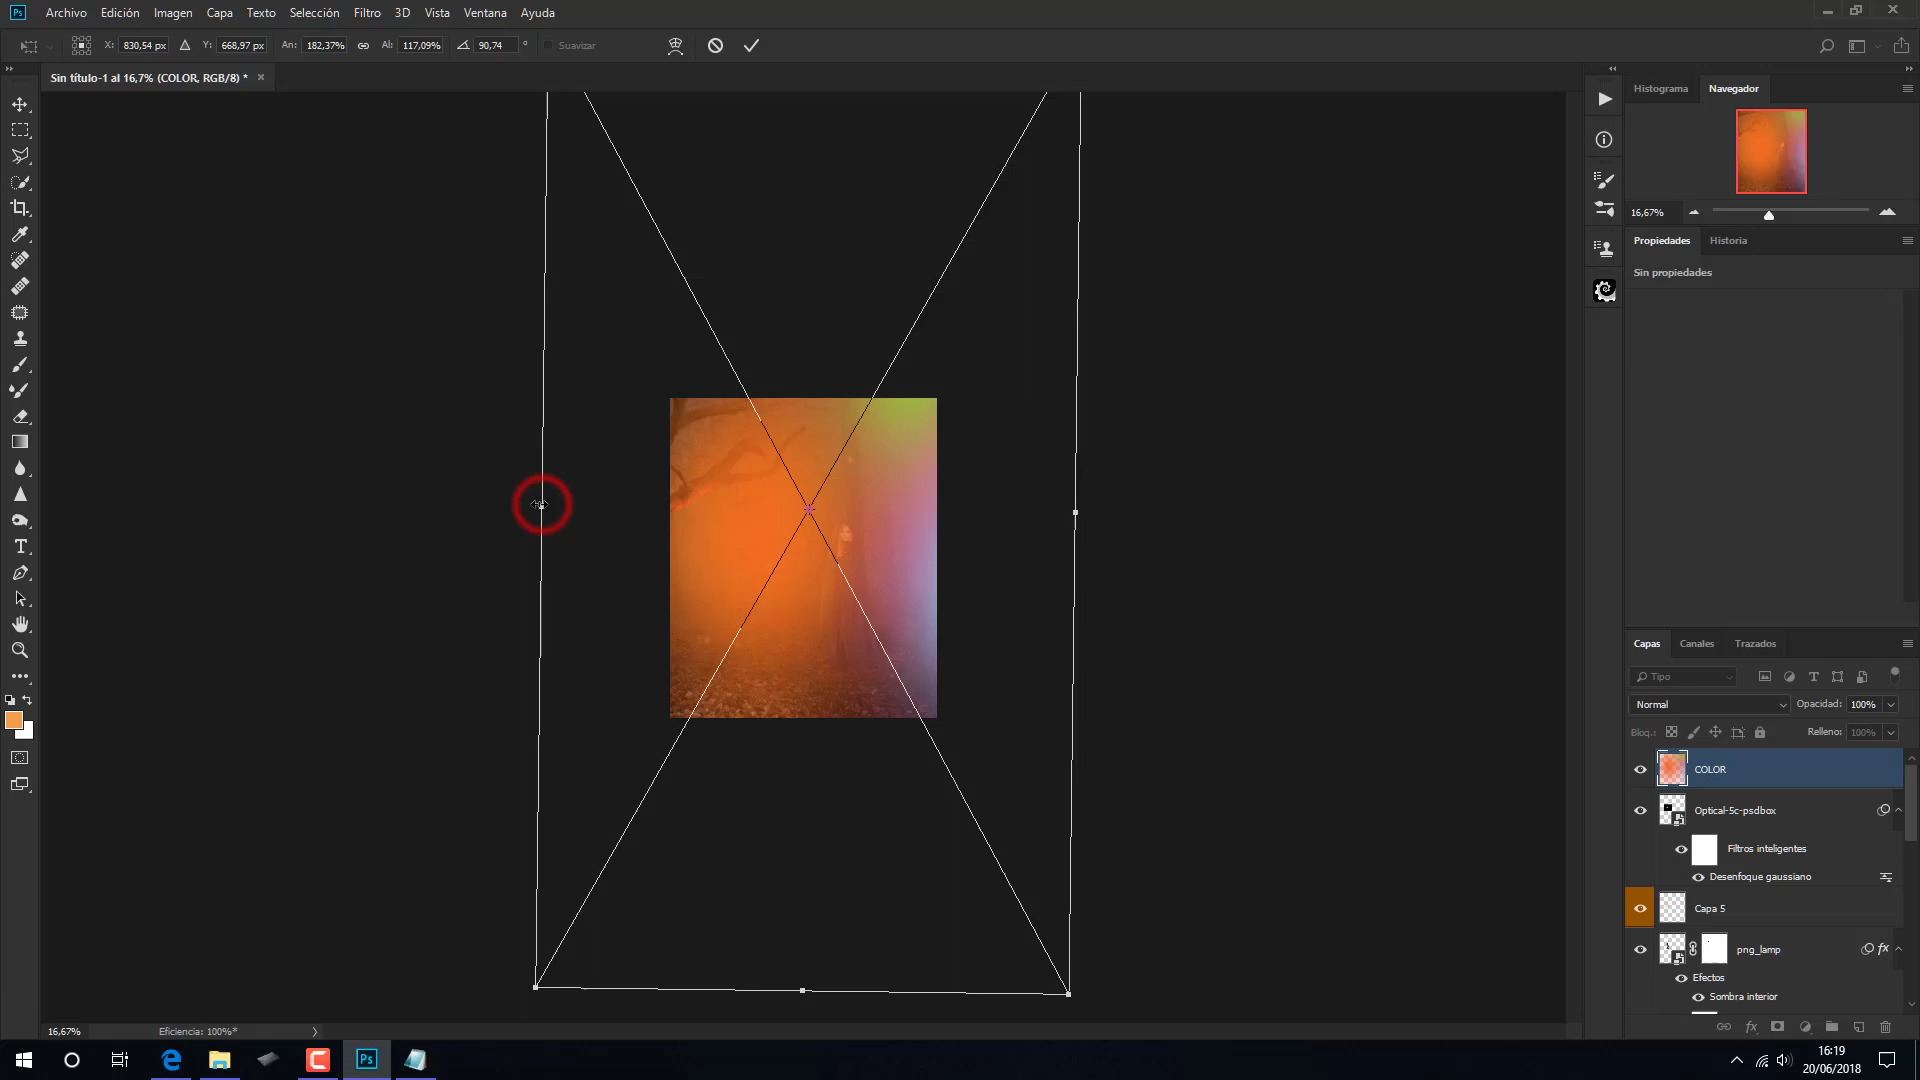 Ps Archivo Edición Imagen Capa Texto Selección Filtro 3D Vista Ventana Ayuda
X: 830,54 px Y: 668,97 px An: 182,37% Al: 117,09% 90,74 ° Suavizar
Sin título-1 al 16,7% (COLOR, RGB/8) * ×
Histograma Navegador
16,67%
Propiedades Historia
Sin propiedades
Capas Canales Trazados
Tipo
Normal Opacidad: 100%
Bloq.: Relleno: 100%
COLOR
Optical-5c-psdbox
Filtros inteligentes
Desenfoque gaussiano
Capa 5
png_lamp fx
Efectos
Sombra interior
fx
16,67% Eficiencia: 100%*
Ps
16:19
20/06/2018